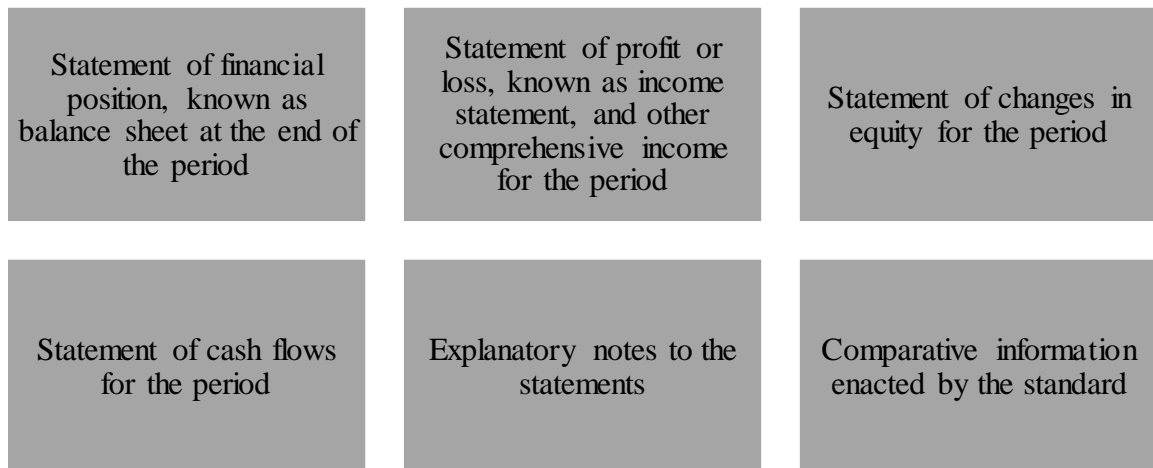 Statement of financial
position, known as
balance sheet at the end of
the period
Statement of profit or
loss, known as income
statement, and other
comprehensive income
for the period
Statement of changes in
equity for the period
Statement of cash flows
for the period
Explanatory notes to the
statements
Comparative information
enacted by the standard